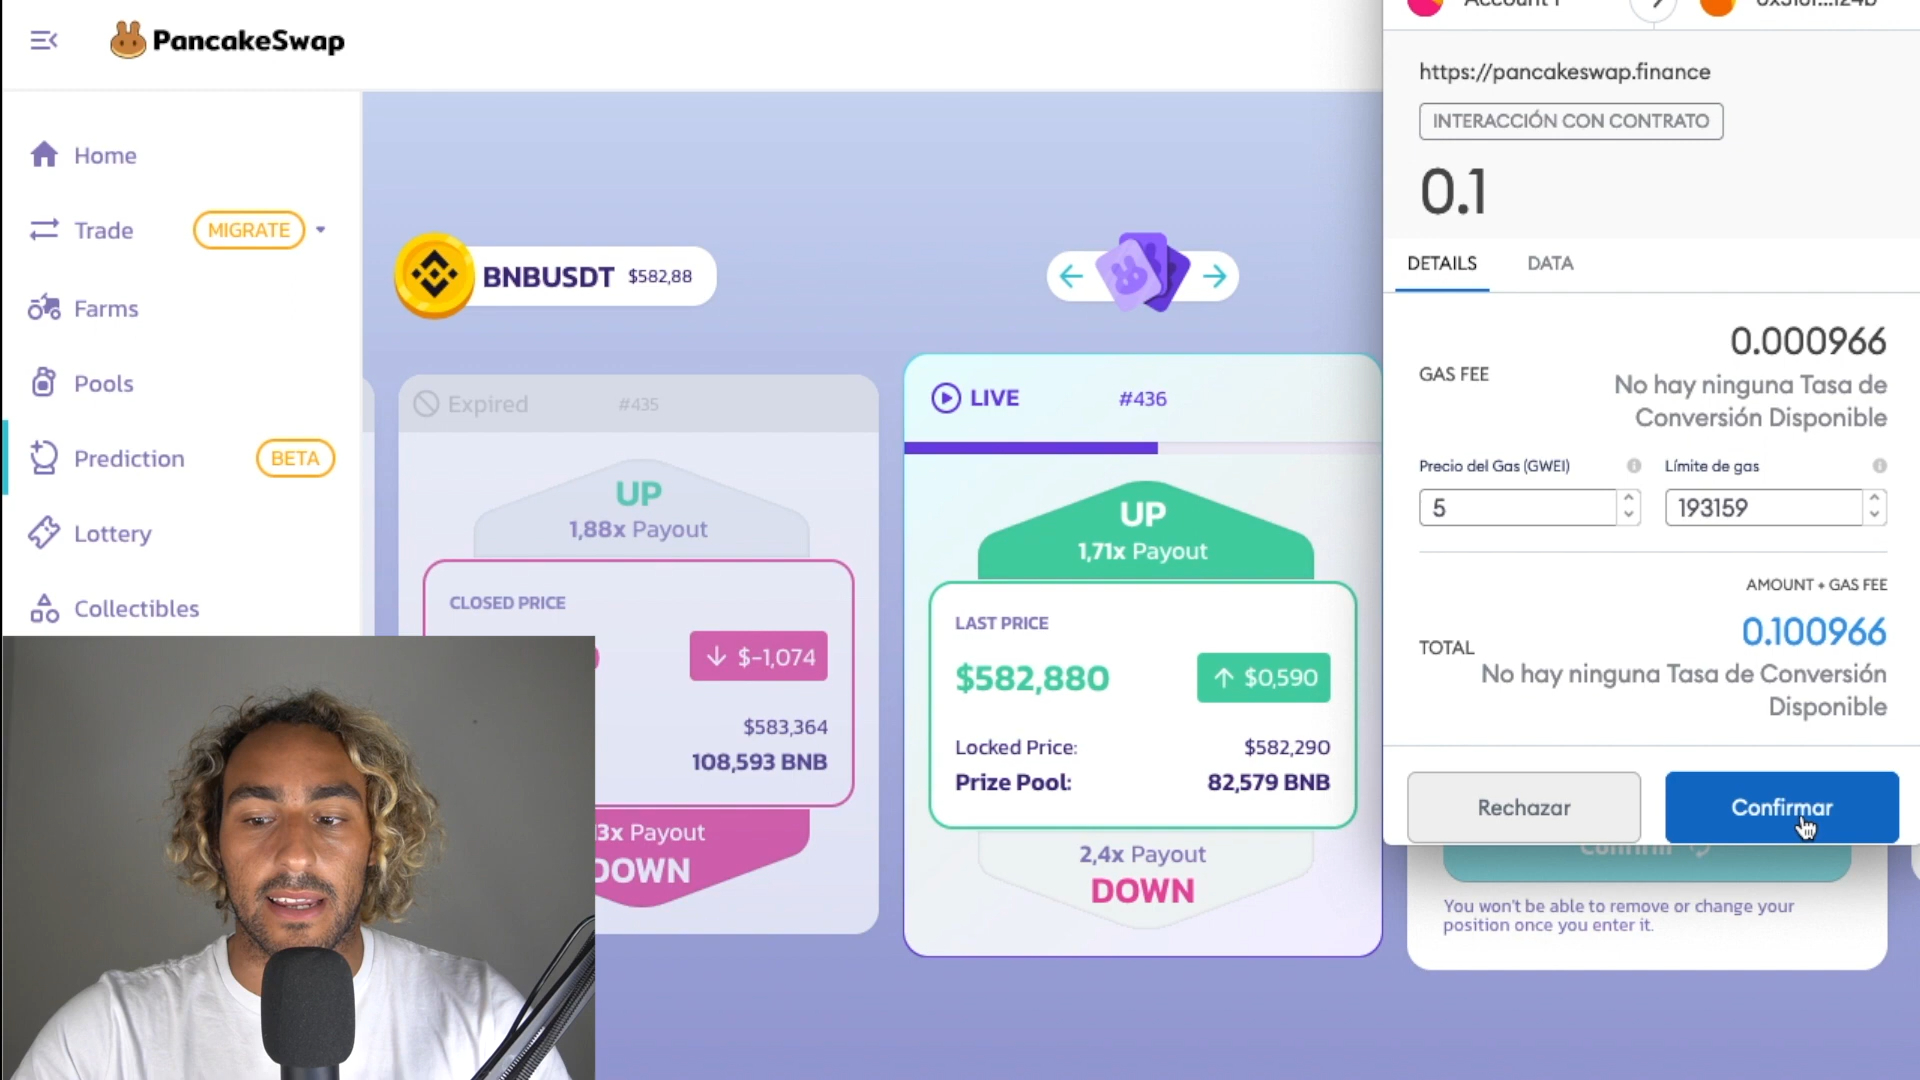 PancakeSwap
Home
Trade
MIGRATE
Farms
Pools
Prediction
BETA
Lottery
Collectibles
BNBUSDT $582,88
Expired #435
UP
1,88x Payout
CLOSED PRICE
$-1,074
$583,364
108,593 BNB
3x Payout
DOWN
LIVE #436
UP
1,71x Payout
LAST PRICE
$582,880
$0,590
Locked Price: $582,290
Prize Pool: 82,579 BNB
2,4x Payout
DOWN
Account 1
https://pancakeswap.finance
INTERACCIÓN CON CONTRATO
0.1
DETAILS DATA
GAS FEE
0.000966
No hay ninguna Tasa de
Conversión Disponible
Precio del Gas (GWEI) Límite de gas
5 193159
AMOUNT + GAS FEE
TOTAL
0.100966
No hay ninguna Tasa de Conversión
Disponible
Rechazar Confirmar
Confirm
You won't be able to remove or change your
position once you enter it.